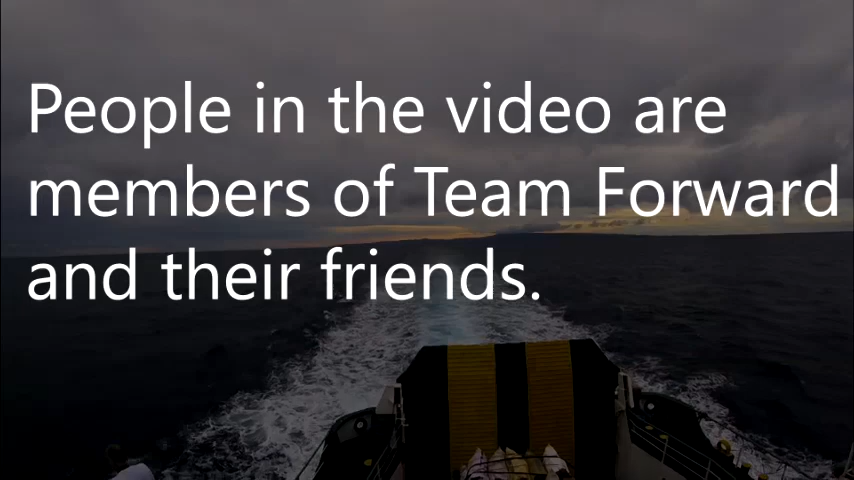 People in the video are
members of Team Forward
and their friends.